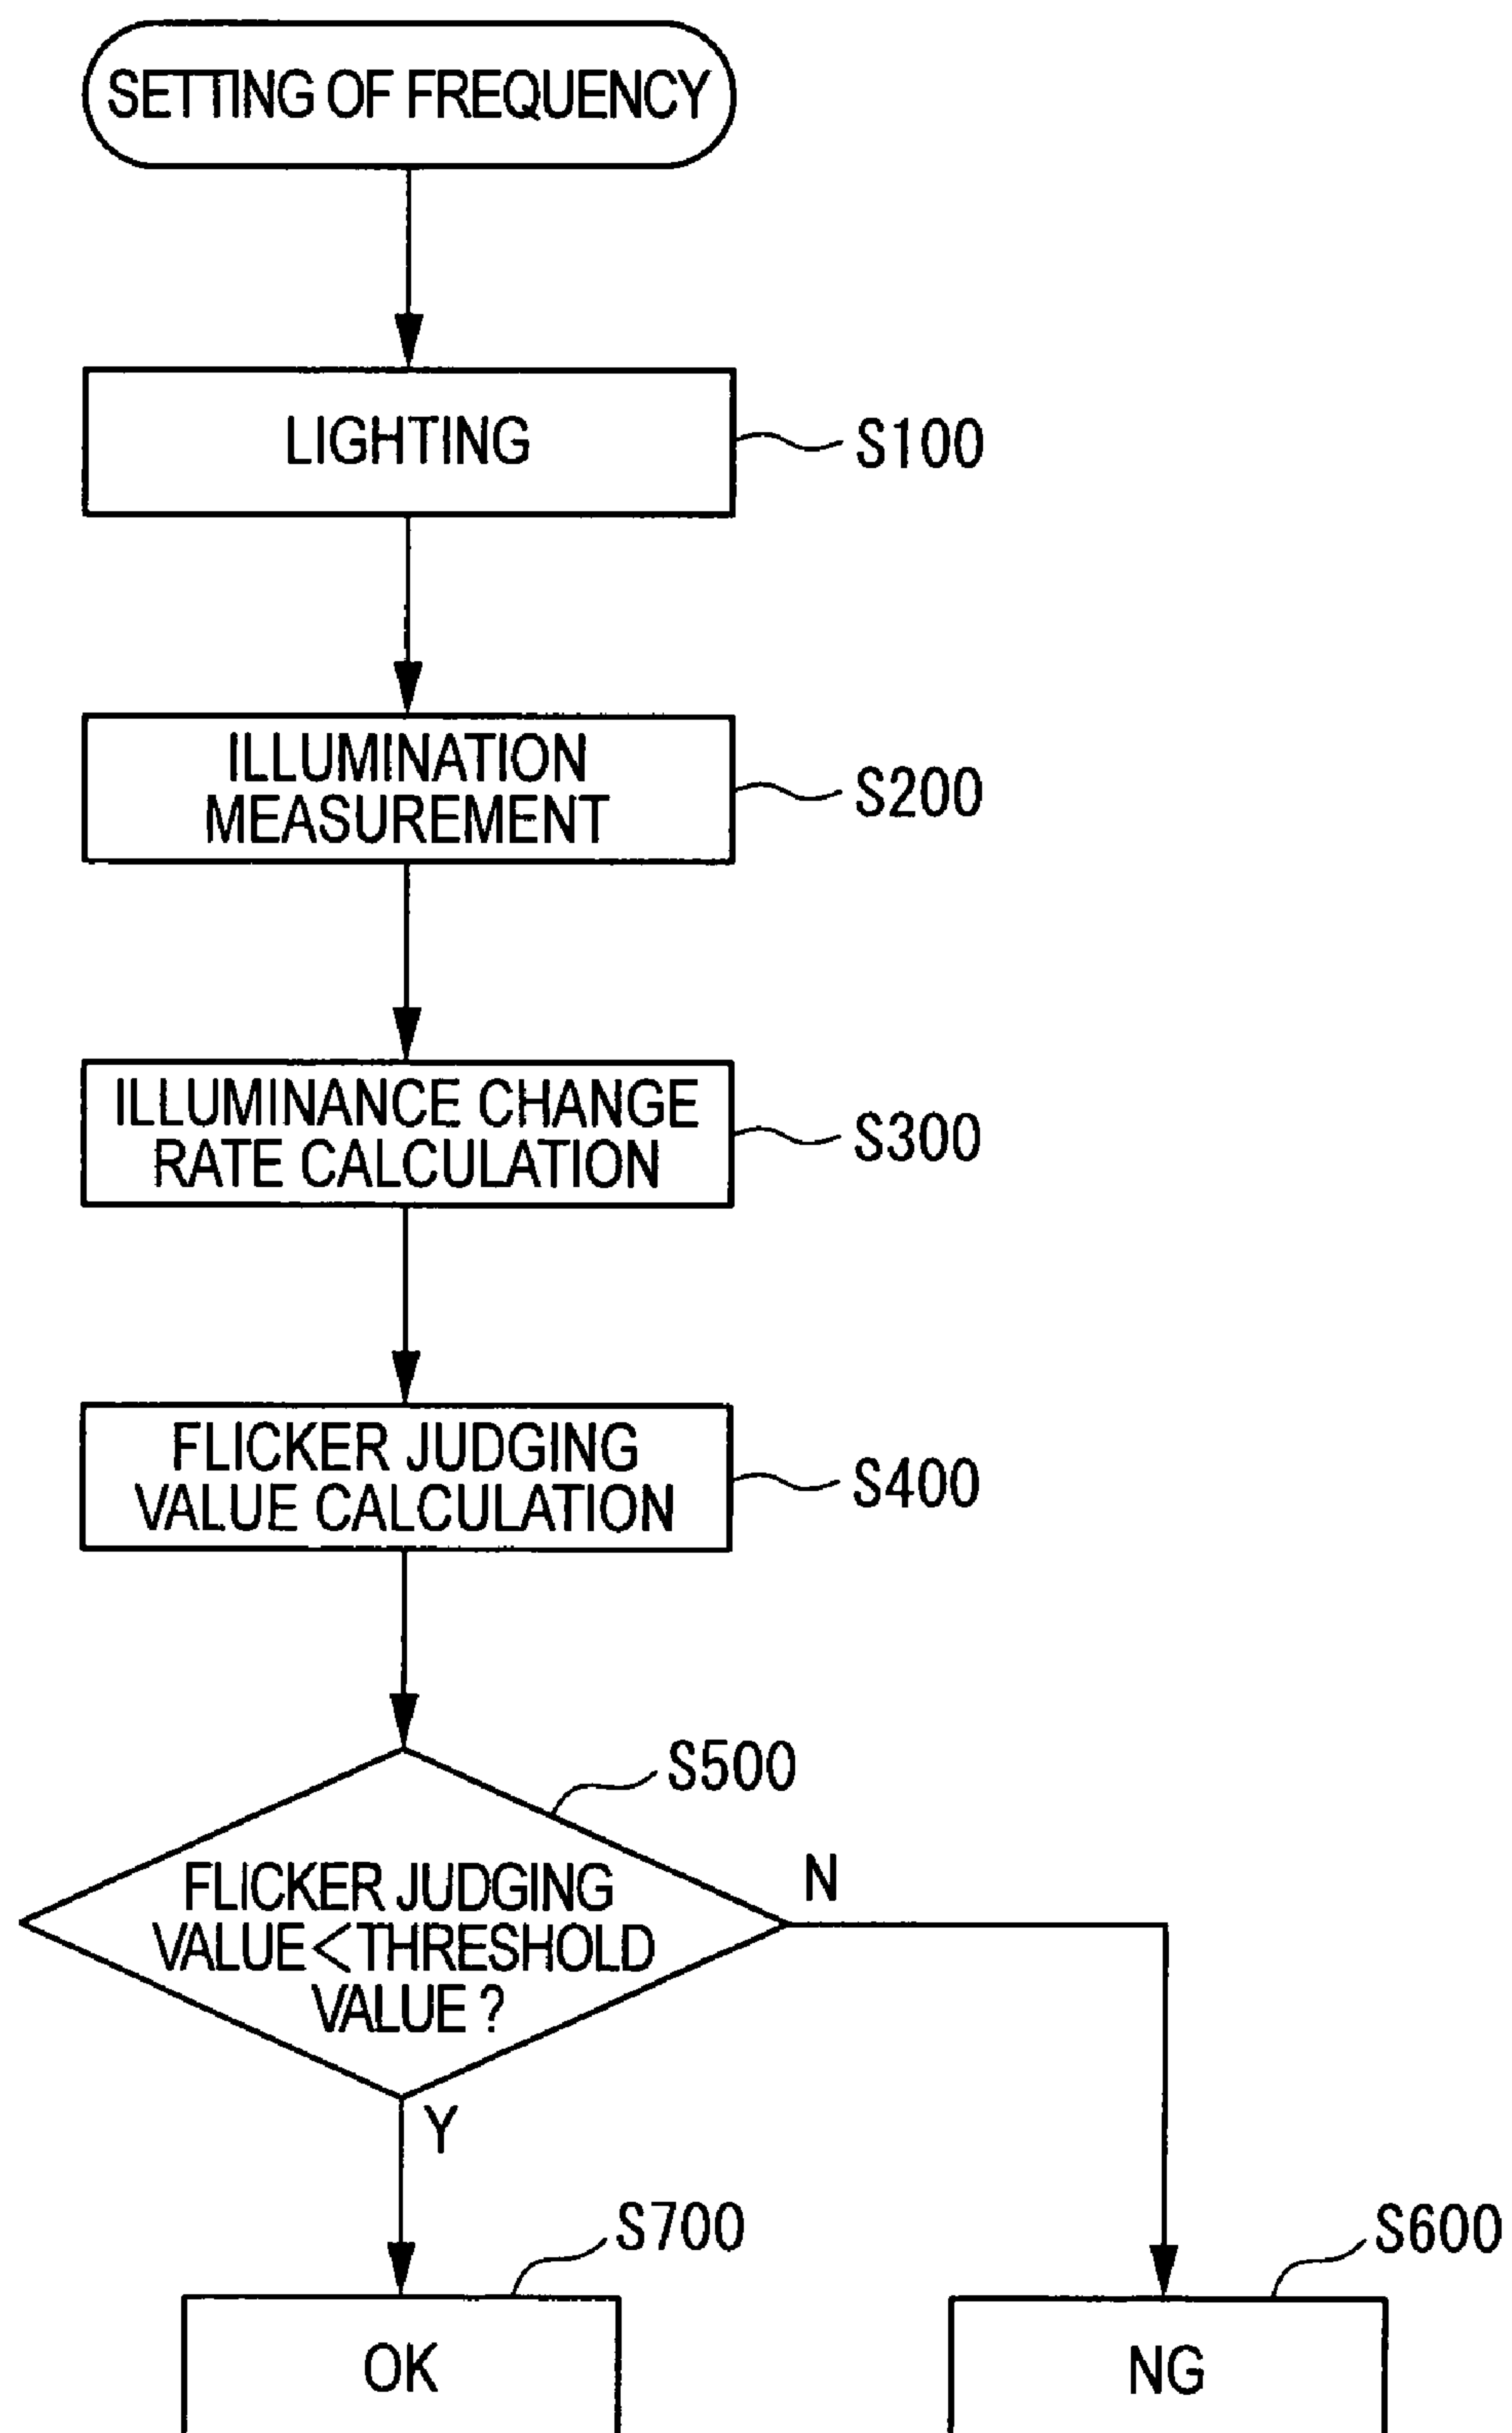 SETTING OF FREQUENCY
LIGHTING
S100
ILLUMINATION
MEASUREMENT
S200
ILLUMINANCE CHANGE
RATE CALCULATION
S300
FLICKER JUDGING
VALUE CALCULATION
S400
S500
FLICKER JUDGING
VALUE<THRESHOLD
VALUE ?
N
Y
S700
OK
S600
NG